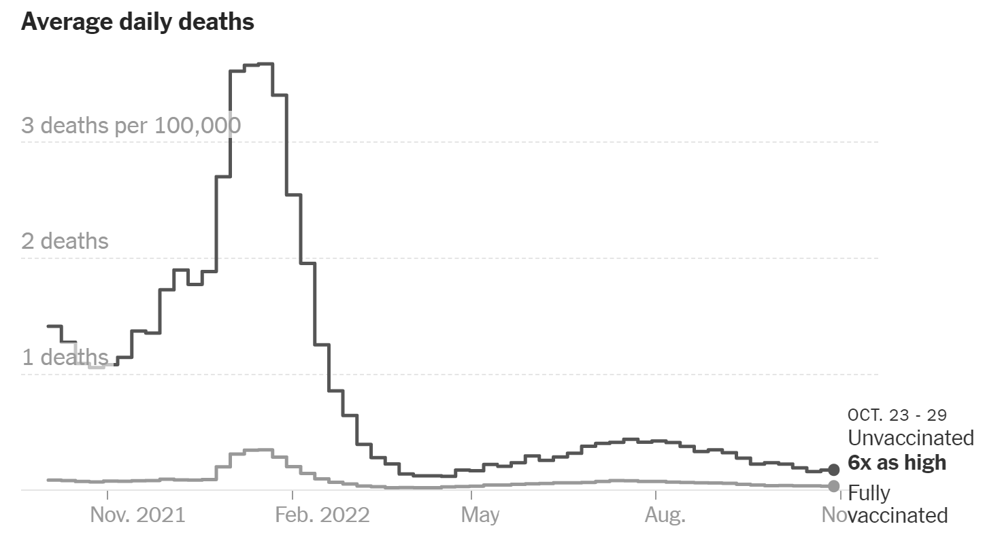 Average daily deaths
3 deaths per 100,000
2 deaths
1 deaths
OCT. 23 - 29
Unvaccinated
6x as high
Fully
vaccinated
Nov. 2021 Feb. 2022 May Aug. No